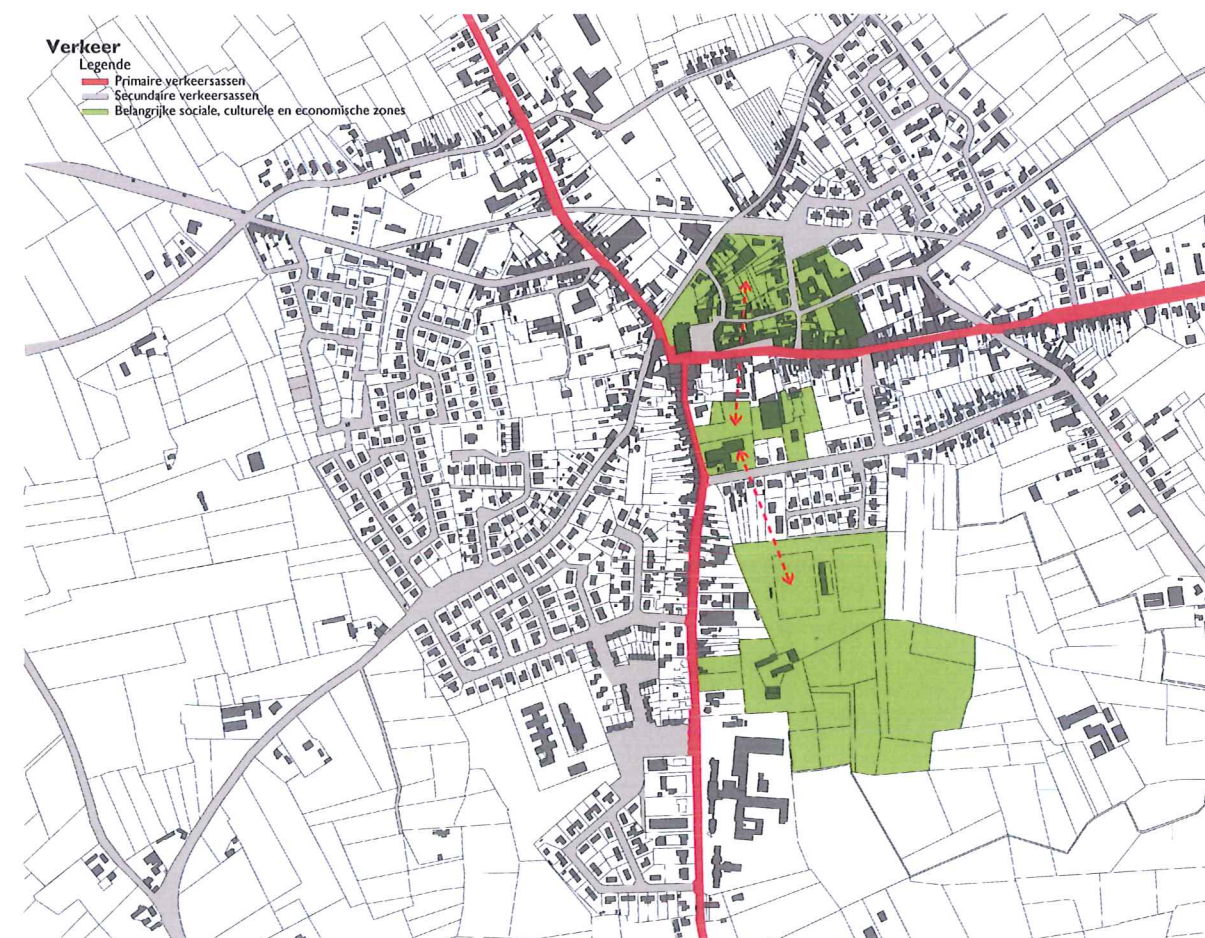 Verkeer
Legende
Primaire verkeersassen
Secundaire verkeersassen
Belangrijke sociale, culturele en economische zones